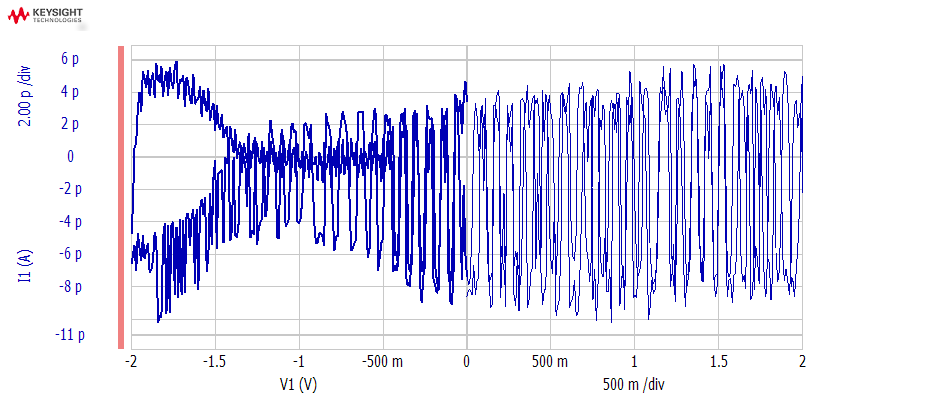 KEYSIGHT
TECHNOLOGIES
2.00 p /div
I1 (A)
6 p
4 p
2 p
0
-2 p
-4 p
-6 p
-8 p
-11 p
-2 -1.5 -1 -500 m 0 500 m 1 1.5 2
V1 (V) 500 m /div